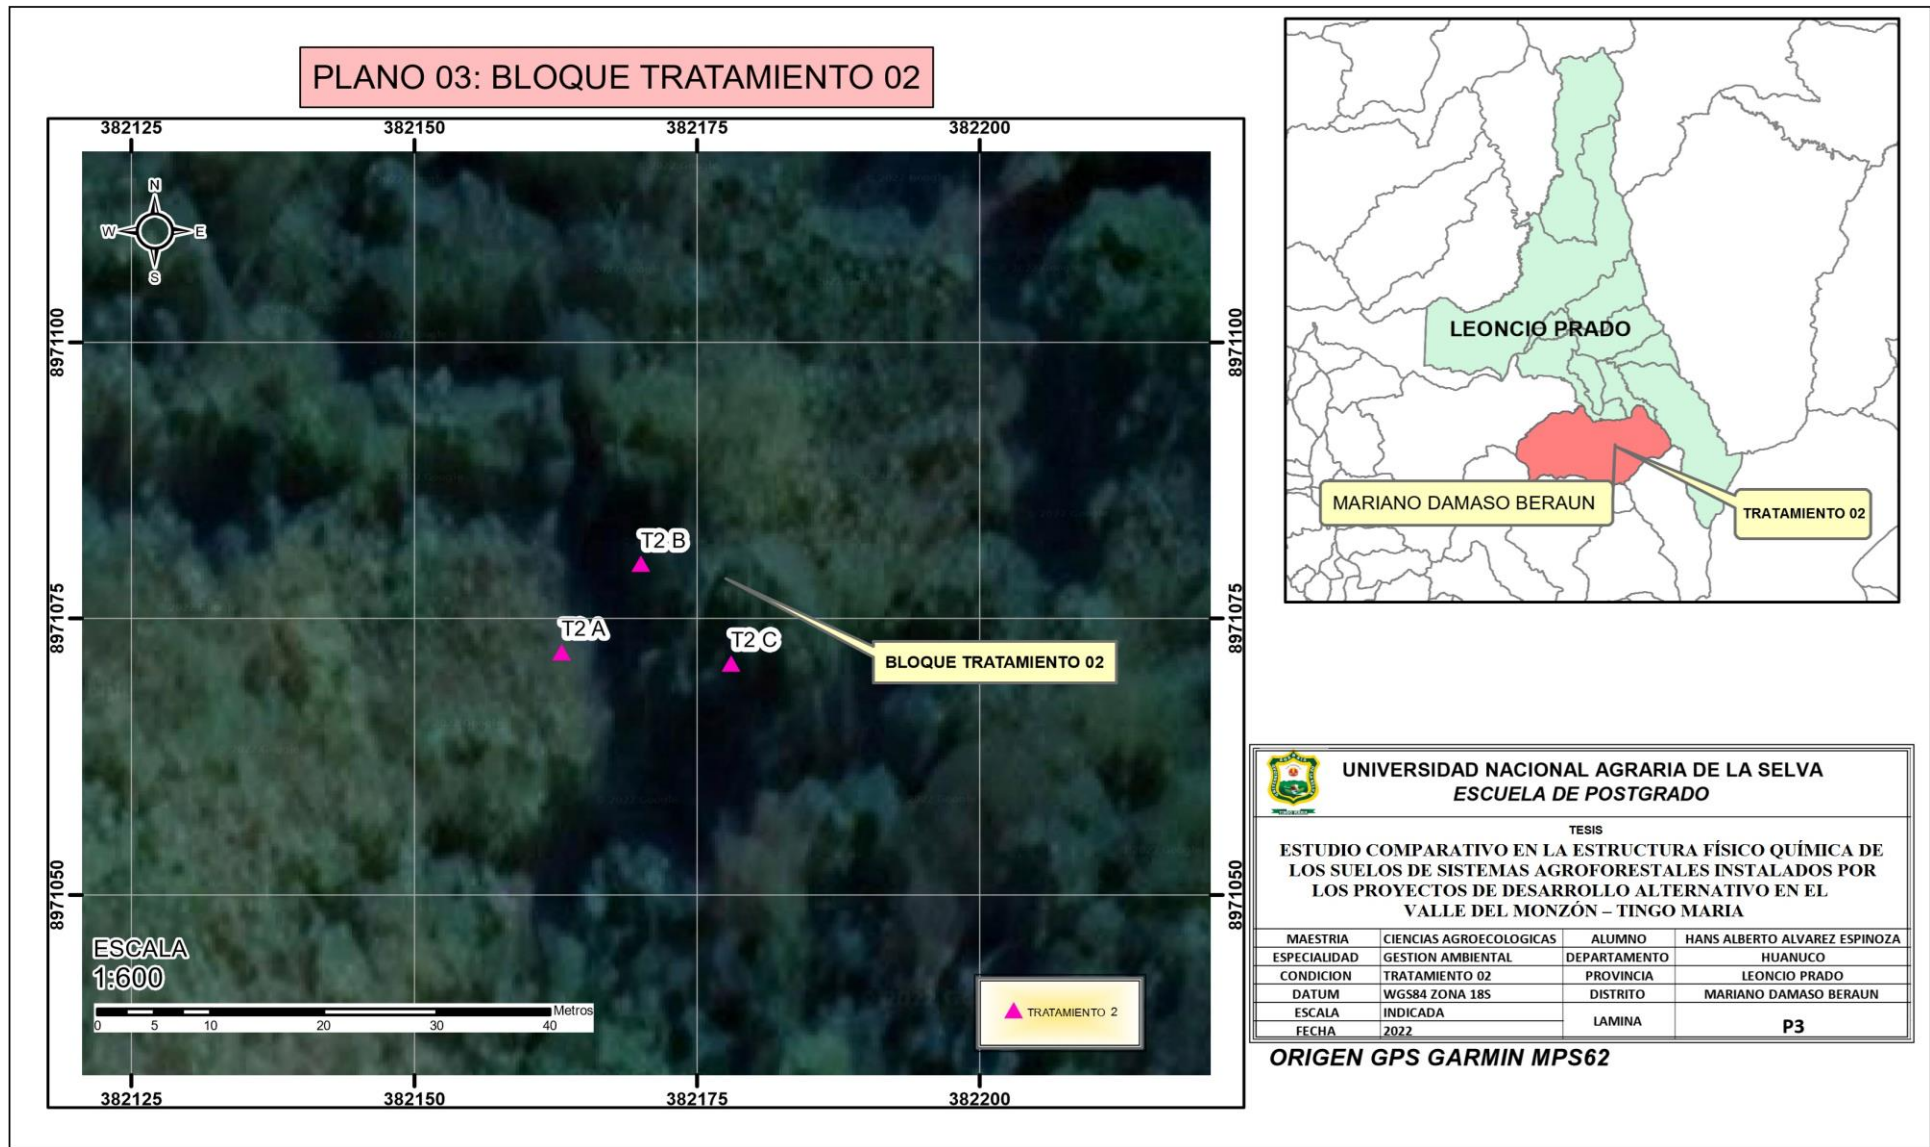 PLANO 03: BLOQUE TRATAMIENTO 02
382125 382150 382175 382200
N
W E
S
8971100 8971100
T2 B
8971075 8971075
T2 A
T2 C
BLOQUE TRATAMIENTO 02
8971050 8971050
ESCALA
1:600
Metros
0 5 10 20 30 40
TRATAMIENTO 2
382125 382150 382175 382200
LEONCIO PRADO
MARIANO DAMASO BERAUN
TRATAMIENTO 02
UNIVERSIDAD NACIONAL AGRARIA DE LA SELVA
ESCUELA DE POSTGRADO
TESIS
ESTUDIO COMPARATIVO EN LA ESTRUCTURA FÍSICO QUÍMICA DE
LOS SUELOS DE SISTEMAS AGROFORESTALES INSTALADOS POR
LOS PROYECTOS DE DESARROLLO ALTERNATIVO EN EL
VALLE DEL MONZÓN – TINGO MARIA
MAESTRIA CIENCIAS AGROECOLOGICAS ALUMNO HANS ALBERTO ALVAREZ ESPINOZA
ESPECIALIDAD GESTION AMBIENTAL DEPARTAMENTO HUANUCO
CONDICION TRATAMIENTO 02 PROVINCIA LEONCIO PRADO
DATUM WGS84 ZONA 18S DISTRITO MARIANO DAMASO BERAUN
ESCALA INDICADA LAMINA P3
FECHA 2022
ORIGEN GPS GARMIN MPS62